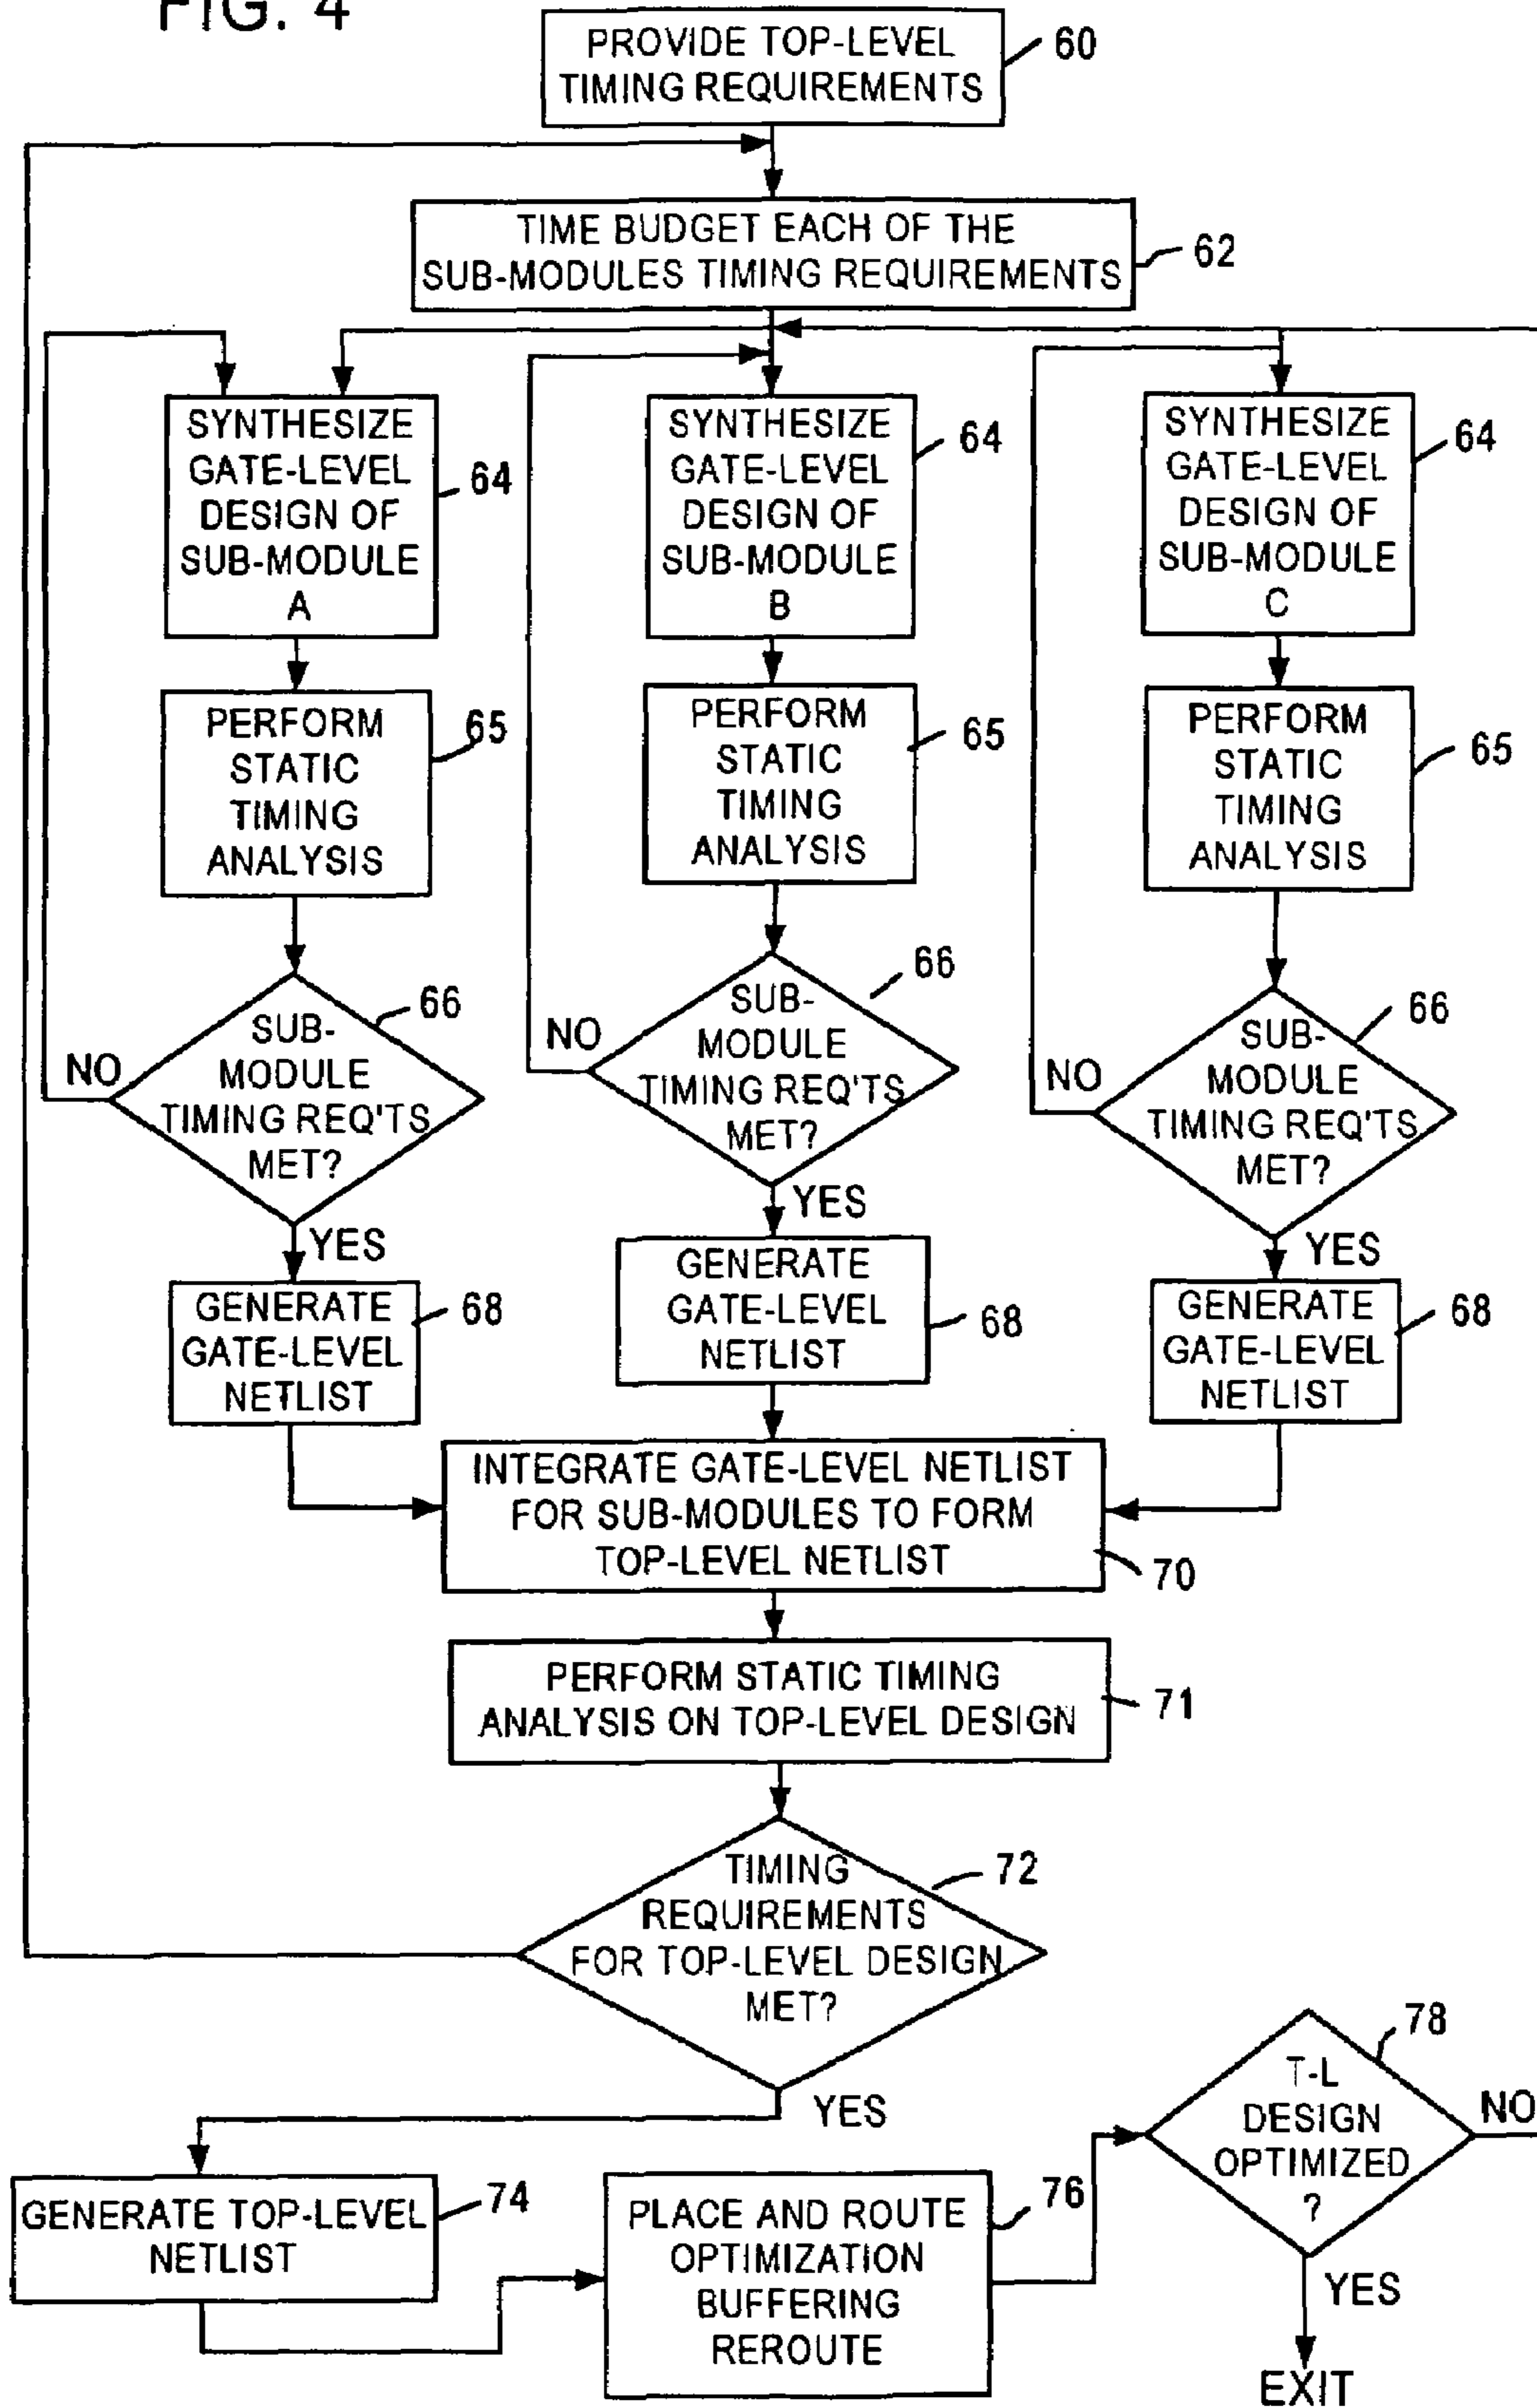 FIG. 4
PROVIDE TOP-LEVEL
TIMING REQUIREMENTS
60
TIME BUDGET EACH OF THE
SUB-MODULES TIMING REQUIREMENTS
62
SYNTHESIZE
GATE-LEVEL
DESIGN OF
SUB-MODULE
A
64
SYNTHESIZE
GATE-LEVEL
DESIGN OF
SUB-MODULE
B
64
SYNTHESIZE
GATE-LEVEL
DESIGN OF
SUB-MODULE
C
64
PERFORM
STATIC
TIMING
ANALYSIS
65
PERFORM
STATIC
TIMING
ANALYSIS
65
PERFORM
STATIC
TIMING
ANALYSIS
65
SUB-
MODULE
TIMING REQ'TS
MET?
66
NO
YES
SUB-
MODULE
TIMING REQ'TS
MET?
66
NO
YES
SUB-
MODULE
TIMING REQ'TS
MET?
66
NO
YES
GENERATE
GATE-LEVEL
NETLIST
68
GENERATE
GATE-LEVEL
NETLIST
68
GENERATE
GATE-LEVEL
NETLIST
68
INTEGRATE GATE-LEVEL NETLIST
FOR SUB-MODULES TO FORM
TOP-LEVEL NETLIST
70
PERFORM STATIC TIMING
ANALYSIS ON TOP-LEVEL DESIGN
71
TIMING
REQUIREMENTS
FOR TOP-LEVEL DESIGN
MET?
72
YES
GENERATE TOP-LEVEL
NETLIST
74
PLACE AND ROUTE
OPTIMIZATION
BUFFERING
REROUTE
76
T-L
DESIGN
OPTIMIZED
?
78
NO
YES
EXIT